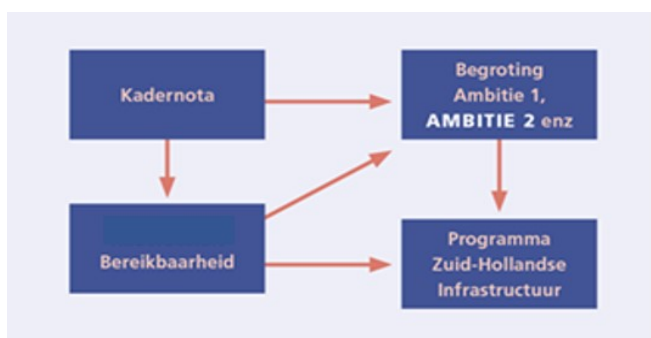 Kadernota
Begroting
Ambitie 1,
AMBITIE 2 enz
Bereikbaarheid
Programma
Zuid-Hollandse
Infrastructuur